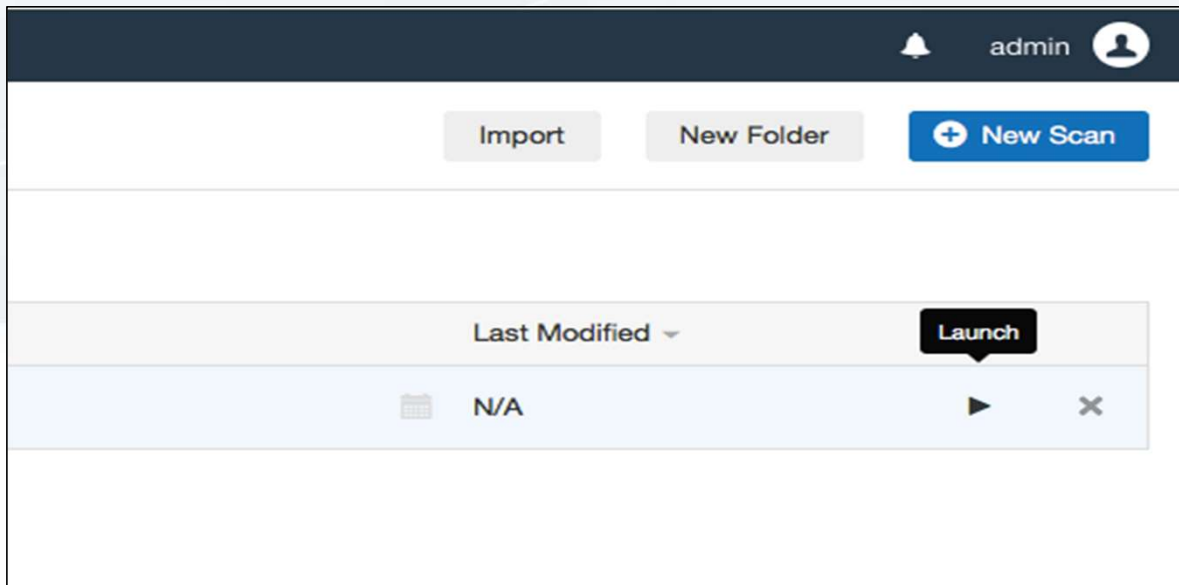 admin
Import
New Folder
New Scan
Last Modified
Launch
N/A